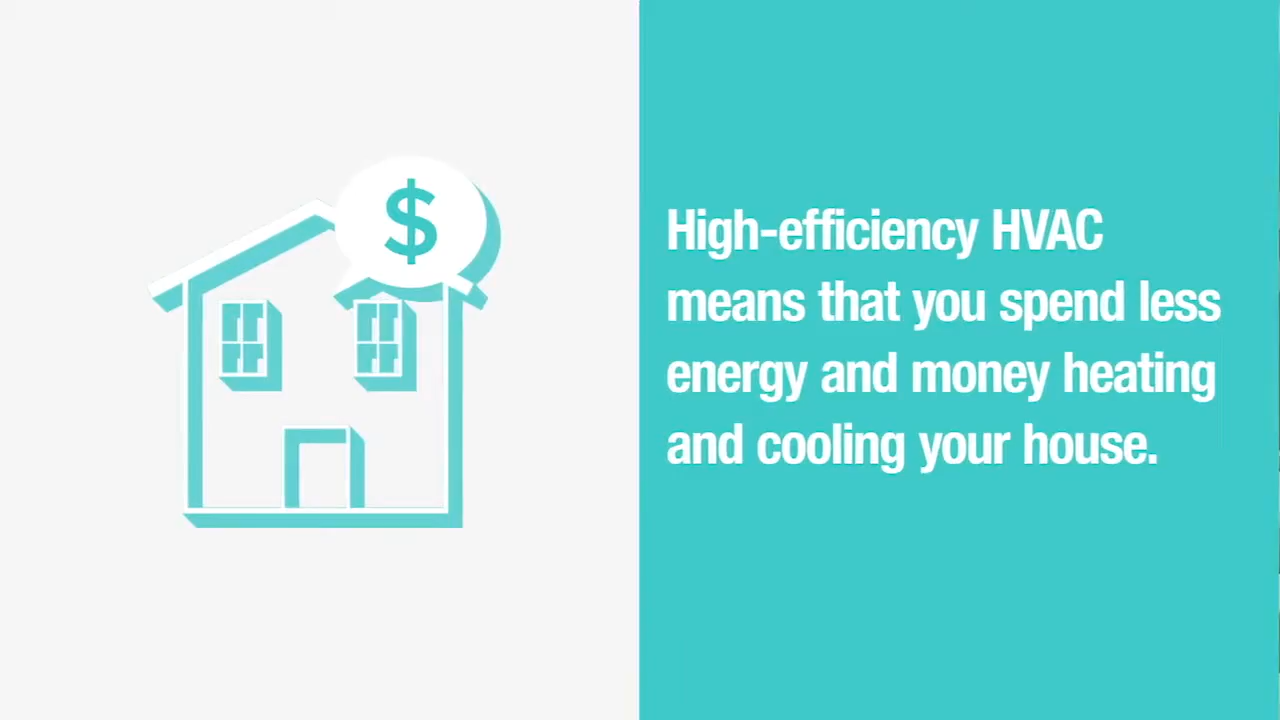 $
High-efficiency HVAC
means that you spend less
energy and money heating
and cooling your house.